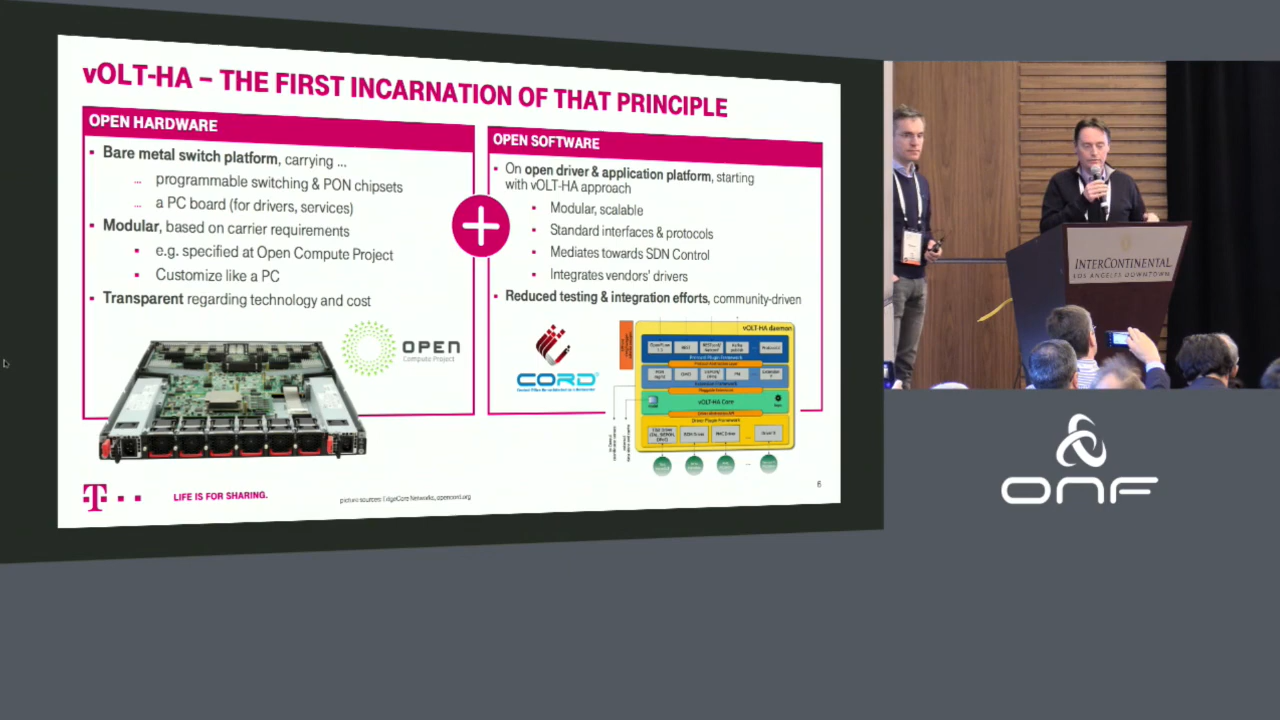 vOLT-HA – THE FIRST INCARNATION OF THAT PRINCIPLE
OPEN HARDWARE
▪ Bare metal switch platform, carrying ...
... programmable switching & PON chipsets
... a PC board (for drivers, services)
▪ Modular, based on carrier requirements
▪ e.g. specified at Open Compute Project
▪ Customize like a PC
▪ Transparent regarding technology and cost
OPEN
Compute Project
+
OPEN SOFTWARE
▪ On open driver & application platform, starting
with vOLT-HA approach
▪ Modular, scalable
▪ Standard interfaces & protocols
▪ Mediates towards SDN Control
▪ Integrates vendors' drivers
▪ Reduced testing & integration efforts, community-driven
CORD
vOLT-HA daemon
vOLT-HA Core
T
LIFE IS FOR SHARING.
picture sources: EdgeCore Networks, opencord.org
6
INTERCONTINENTAL
LOS ANGELES DOWNTOWN
ONF